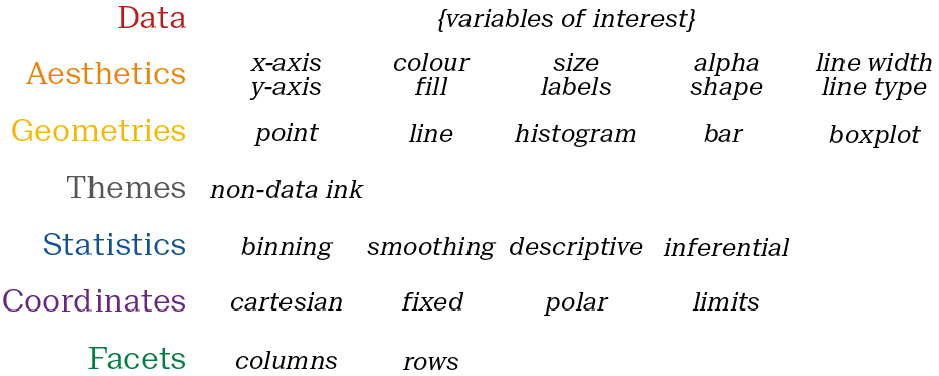 Data {variables of interest}
Aesthetics x-axis colour size alpha line width
y-axis fill labels shape line type
Geometries point line histogram bar boxplot
Themes non-data ink
Statistics binning smoothing descriptive inferential
Coordinates cartesian fixed polar limits
Facets columns rows